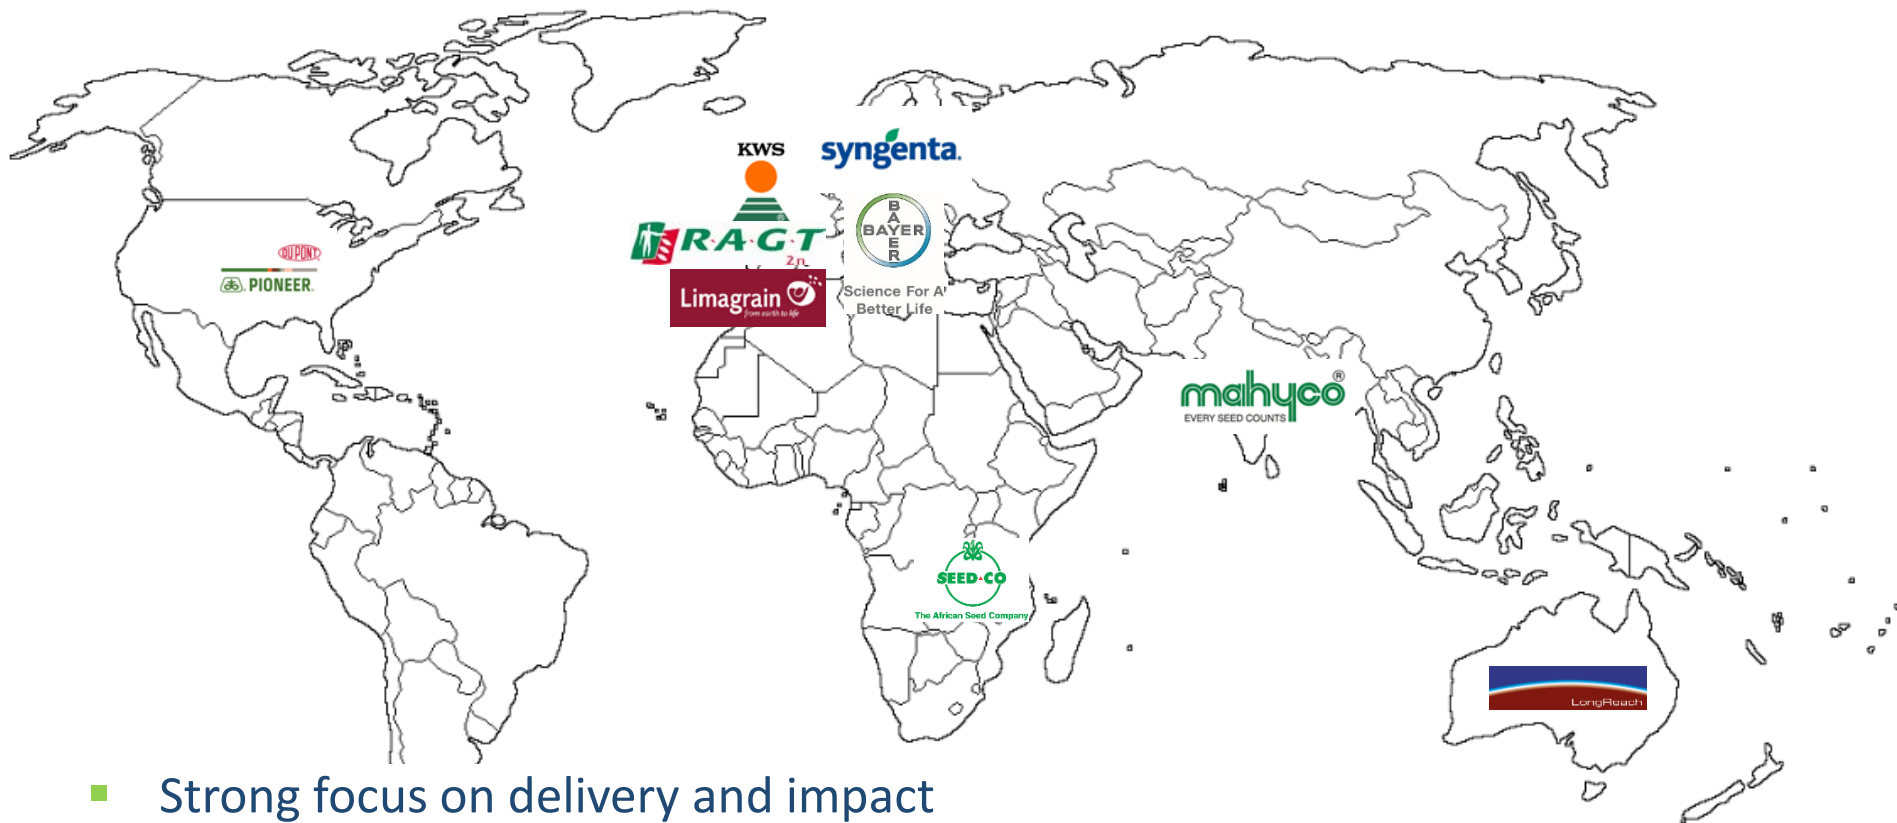 KWS
syngenta.
R·A·G·T
2n
BAYER
BAYER
Science For A
Better Life
Limagrain
from earth to life
DUPONT
PIONEER.
mahyco®
EVERY SEED COUNTS
SEED·CO
The African Seed Company
LongReach
Strong focus on delivery and impact